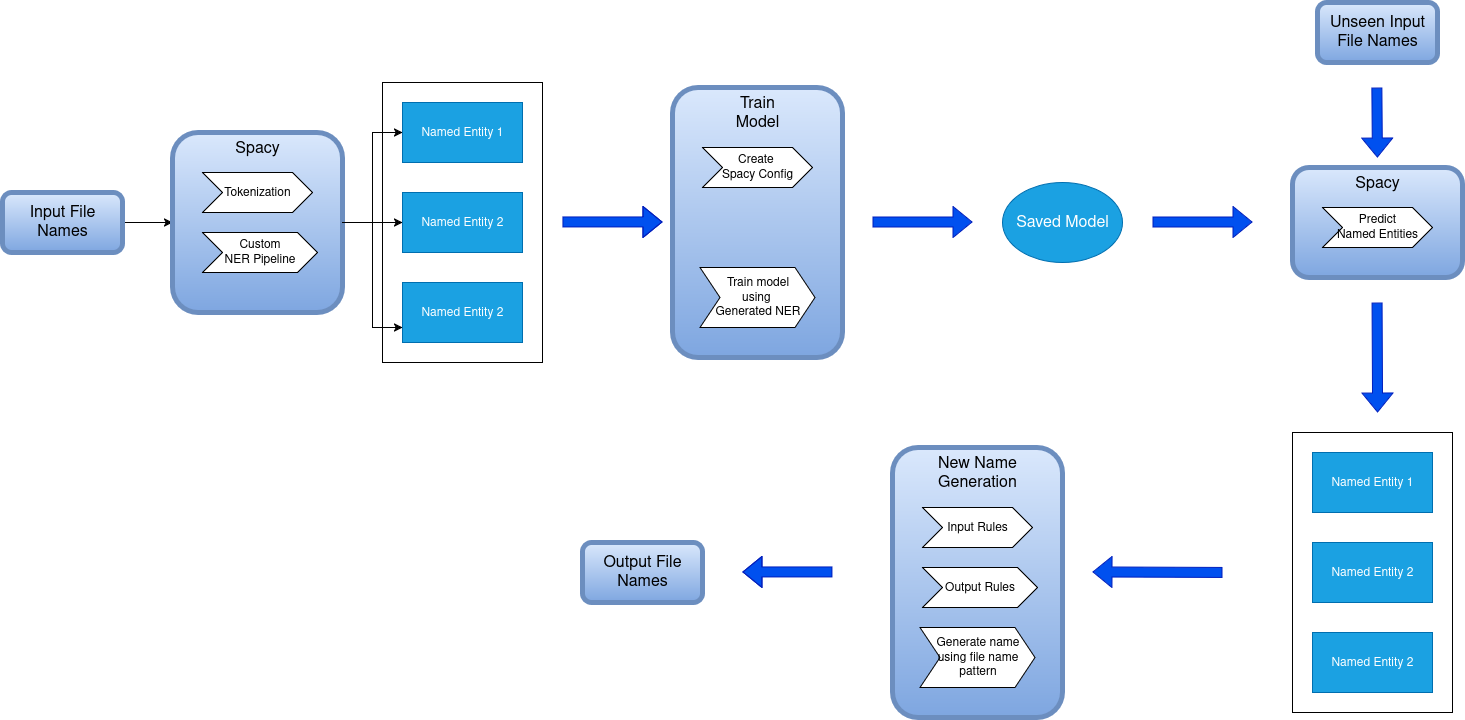 Unseen Input
File Names
Input File
Names
Spacy
Tokenization
Custom
NER Pipeline
Named Entity 1
Named Entity 2
Named Entity 2
Train
Model
Create
Spacy Config
Train model
using
Generated NER
Saved Model
Spacy
Predict
Named Entities
Named Entity 1
Named Entity 2
Named Entity 2
New Name
Generation
Input Rules
Output Rules
Generate name
using file name
pattern
Output File
Names